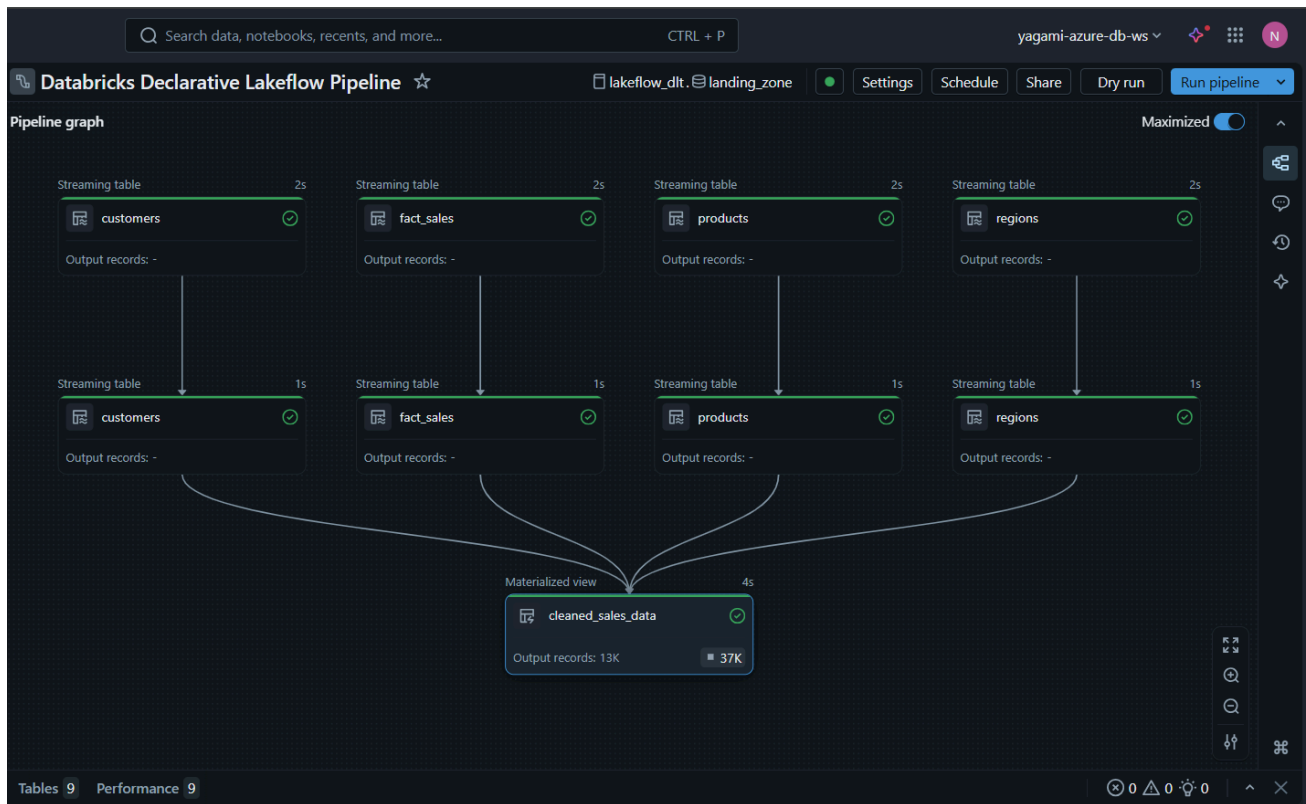 Search data, notebooks, recents, and more... CTRL + P yagami-azure-db-ws N
Databricks Declarative Lakeflow Pipeline lakeflow_dlt. landing_zone Settings Schedule Share Dry run Run pipeline
Pipeline graph Maximized
Streaming table 2s Streaming table 2s Streaming table 2s Streaming table 2s
customers fact_sales products regions
Output records: - Output records: - Output records: - Output records: -
Streaming table 1s Streaming table 1s Streaming table 1s Streaming table 1s
customers fact_sales products regions
Output records: - Output records: - Output records: - Output records: -
Materialized view 4s
cleaned_sales_data
Output records: 13K 37K
Tables 9 Performance 9 0 0 0